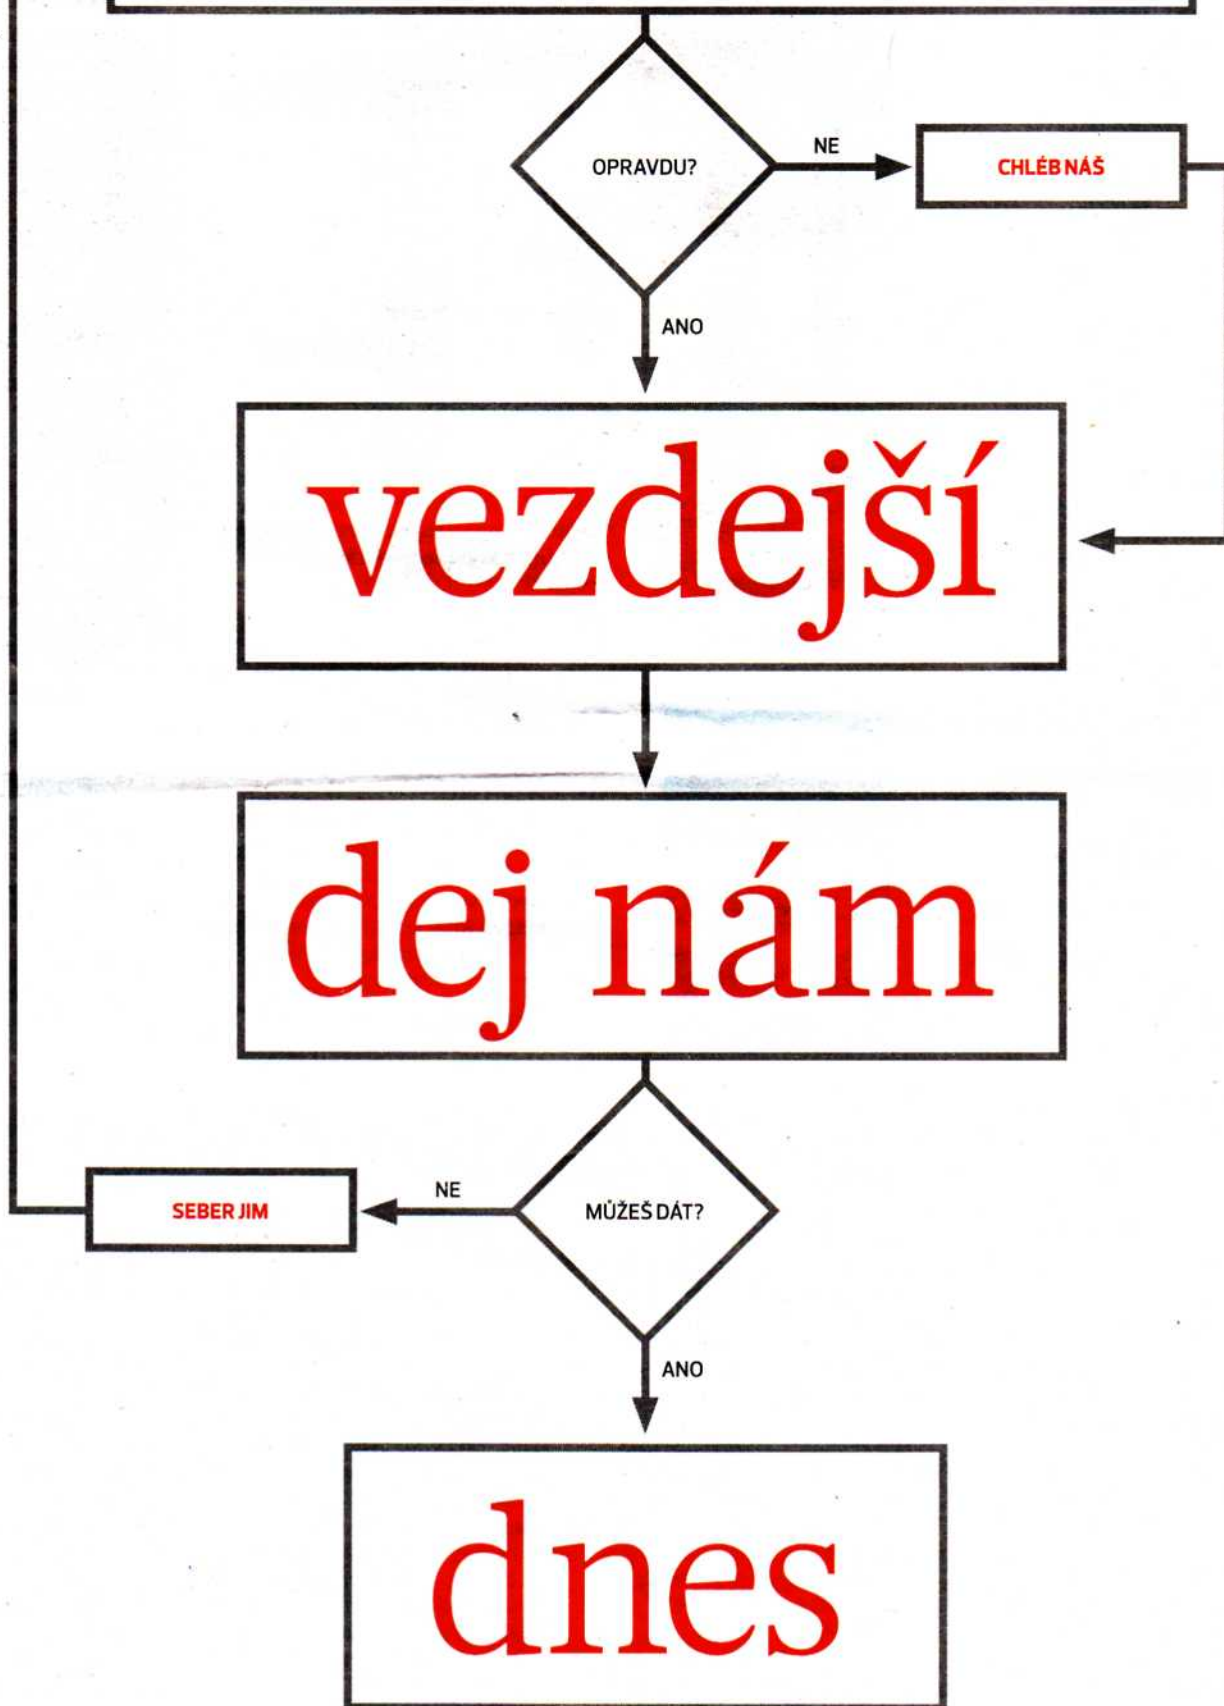 OPRAVDU?
NE
CHLÉB NÁŠ
ANO
vezdejší
dej nám
SEBER JIM
NE
MŮŽEŠ DÁT?
ANO
dnes